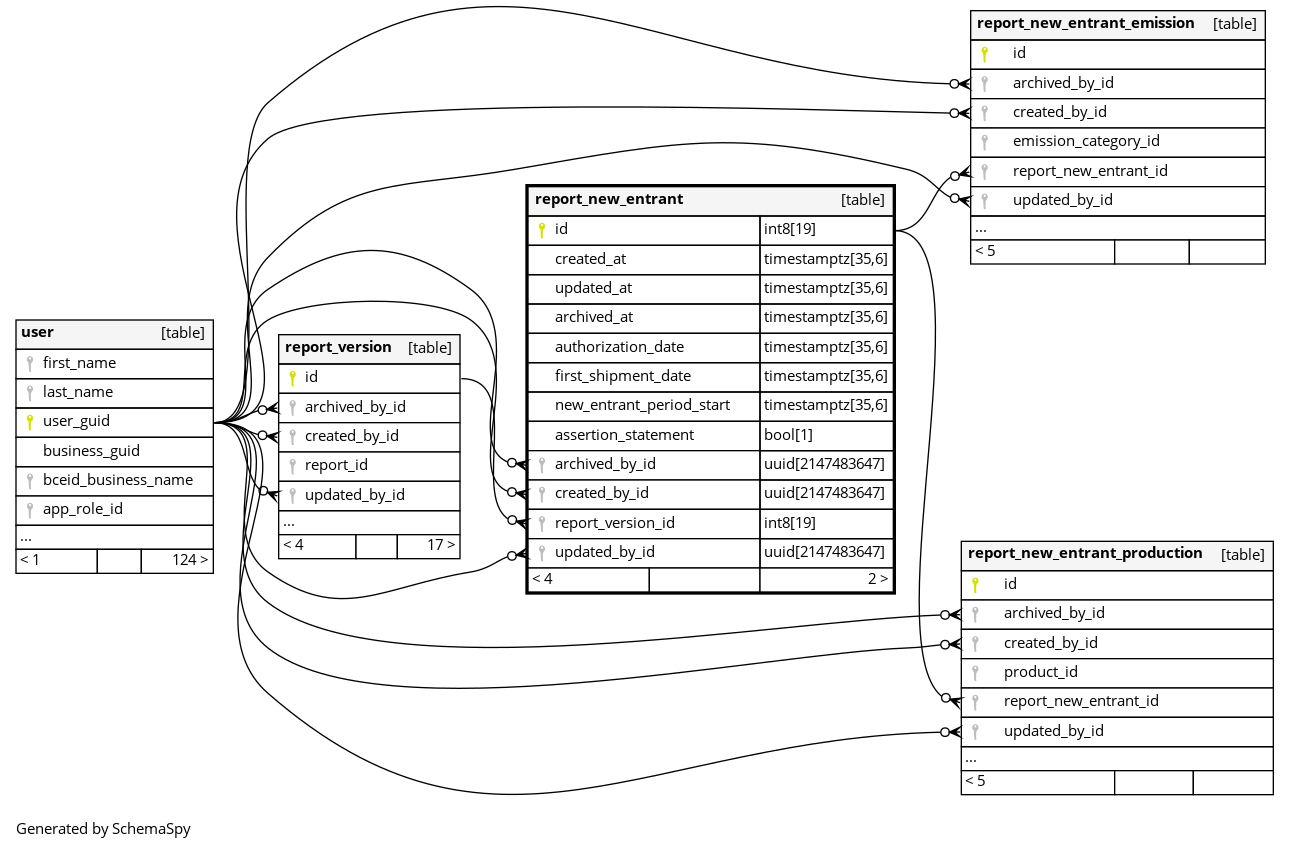 report_new_entrant_emission [table]
id
archived_by_id
created_by_id
emission_category_id
report_new_entrant_id
updated_by_id
...
< 5
report_new_entrant [table]
id int8[19]
created_at timestamptz[35,6]
updated_at timestamptz[35,6]
archived_at timestamptz[35,6]
authorization_date timestamptz[35,6]
first_shipment_date timestamptz[35,6]
new_entrant_period_start timestamptz[35,6]
assertion_statement bool[1]
archived_by_id uuid[2147483647]
created_by_id uuid[2147483647]
report_version_id int8[19]
updated_by_id uuid[2147483647]
< 4 2 >
user [table]
first_name
last_name
user_guid
business_guid
bceid_business_name
app_role_id
...
< 1 124 >
report_version [table]
id
archived_by_id
created_by_id
report_id
updated_by_id
...
< 4 17 >
report_new_entrant_production [table]
id
archived_by_id
created_by_id
product_id
report_new_entrant_id
updated_by_id
...
< 5
Generated by SchemaSpy